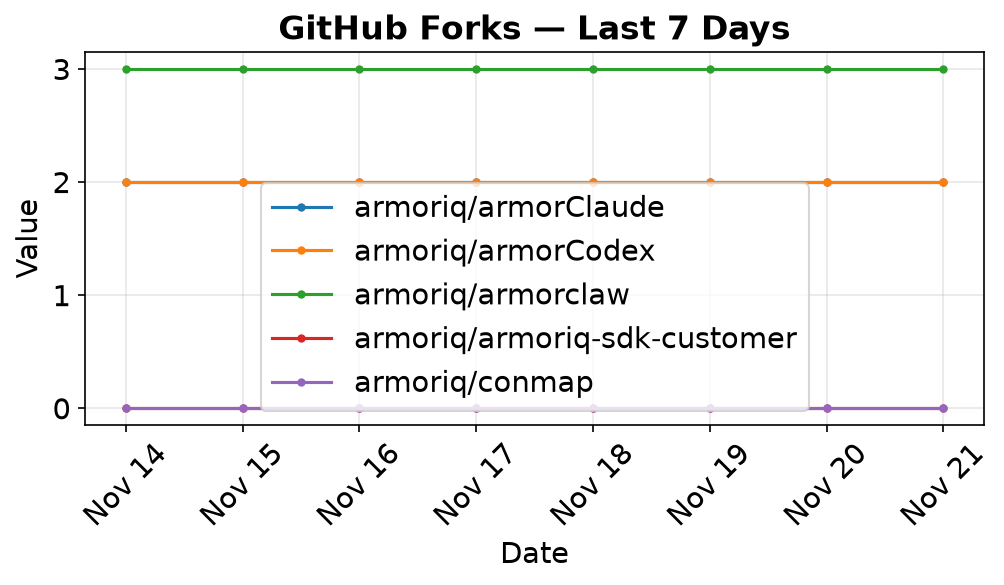 GitHub Forks — Last 7 Days
3
2
1
0
Value
armoriq/armorClaude
armoriq/armorCodex
armoriq/armorclaw
armoriq/armoriq-sdk-customer
armoriq/conmap
Nov 14
Nov 15
Nov 16
Nov 17
Nov 18
Nov 19
Nov 20
Nov 21
Date